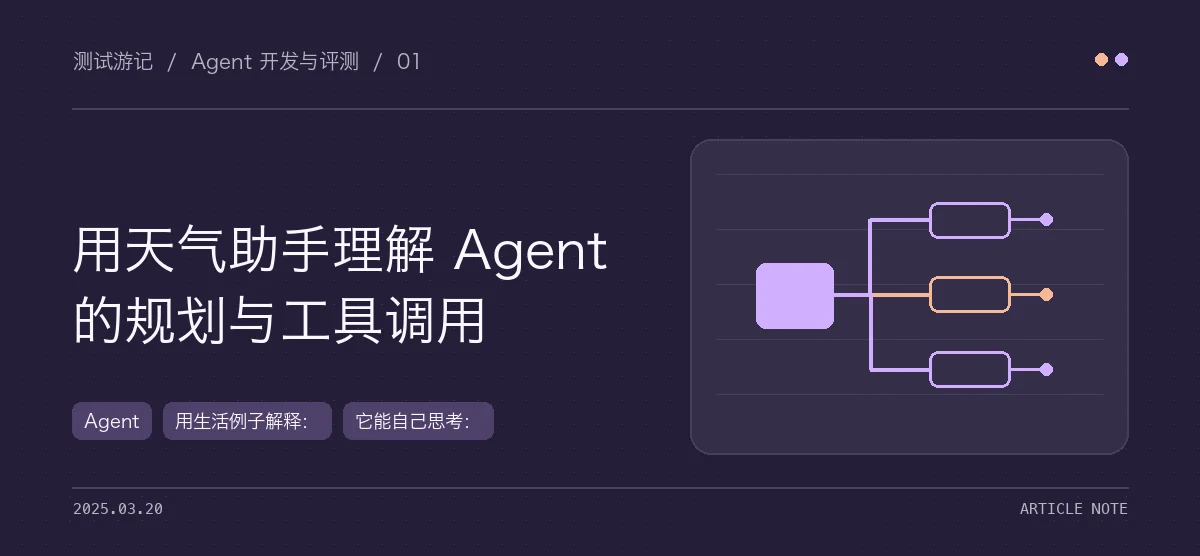 测试游记 / Agent 开发与评测 / 01
用天气助手理解 Agent
的规划与工具调用
Agent
用生活例子解释：
它能自己思考：
2025.03.20
ARTICLE NOTE